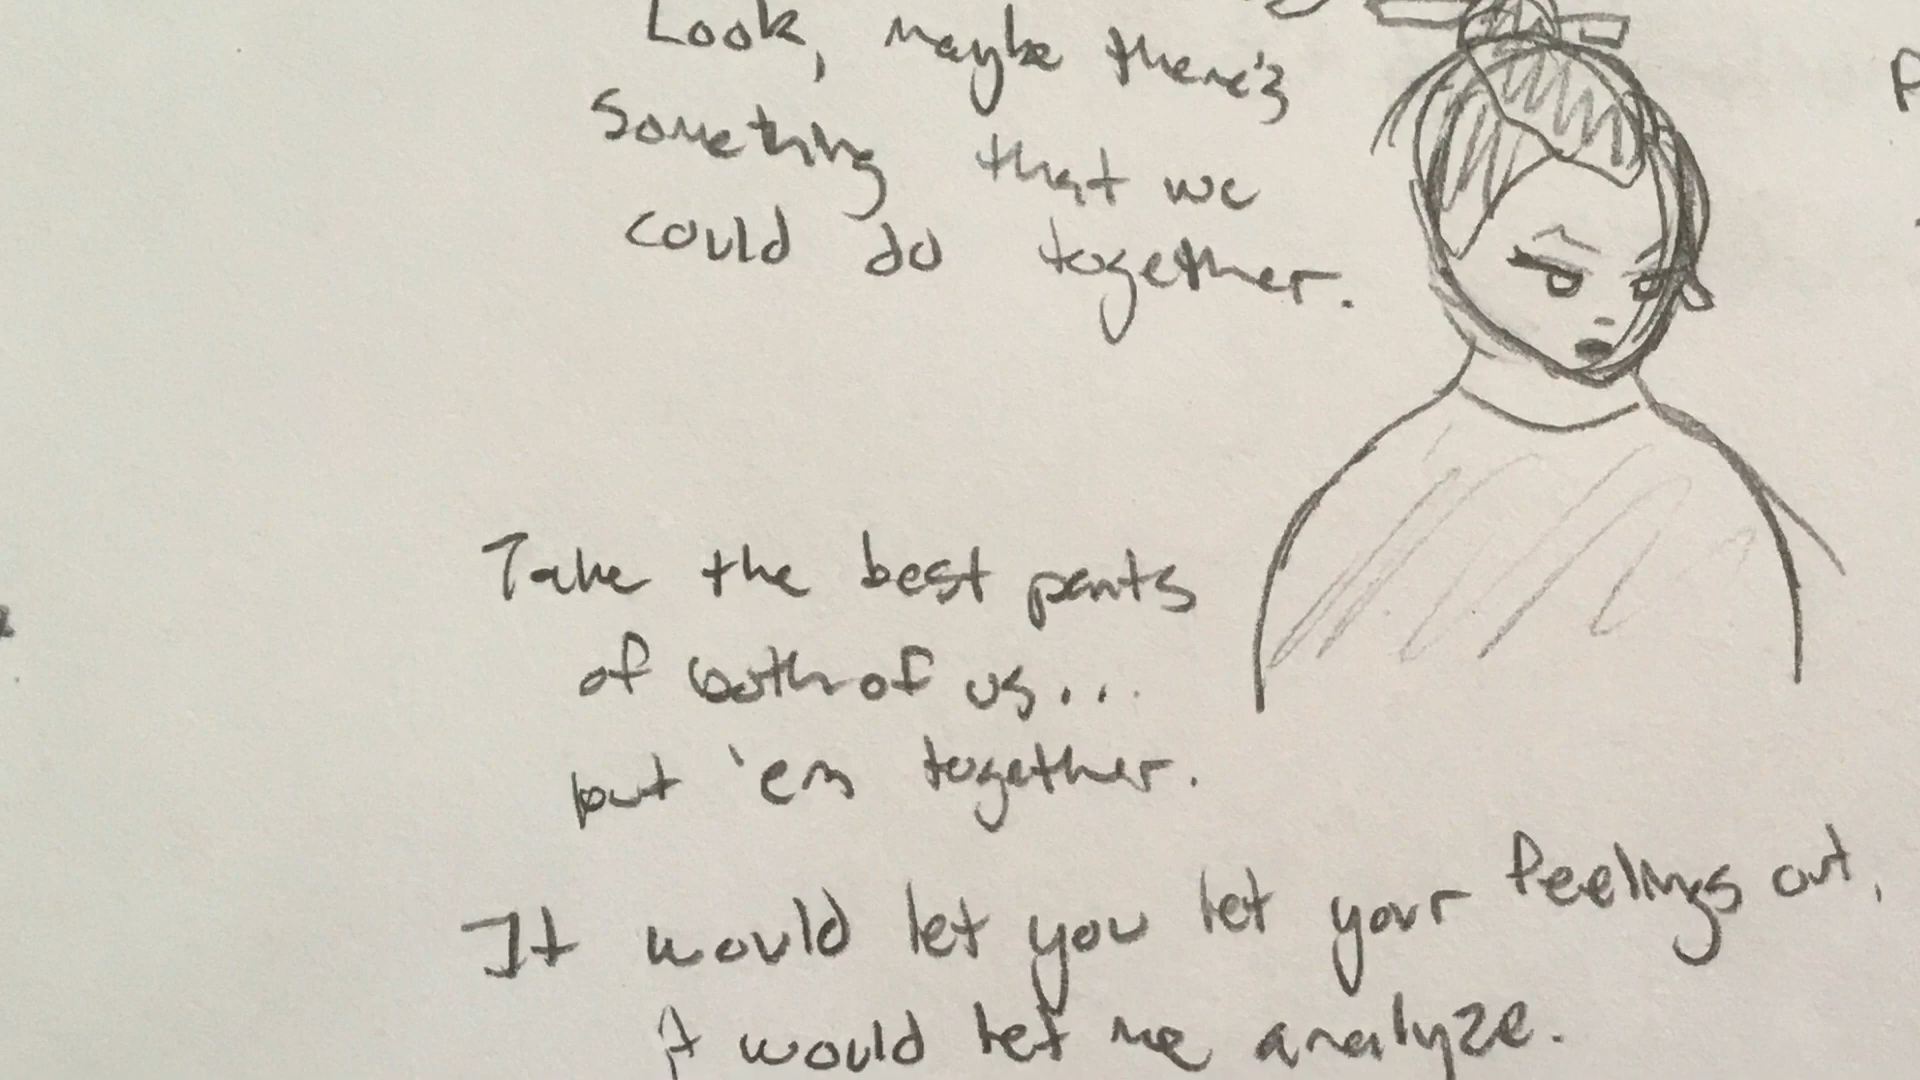 Look, maybe there's
something that we
could do together.
Take the best parts
of both of us...
put 'em together.
It would let you let your feelings out,
it would let me analyze.